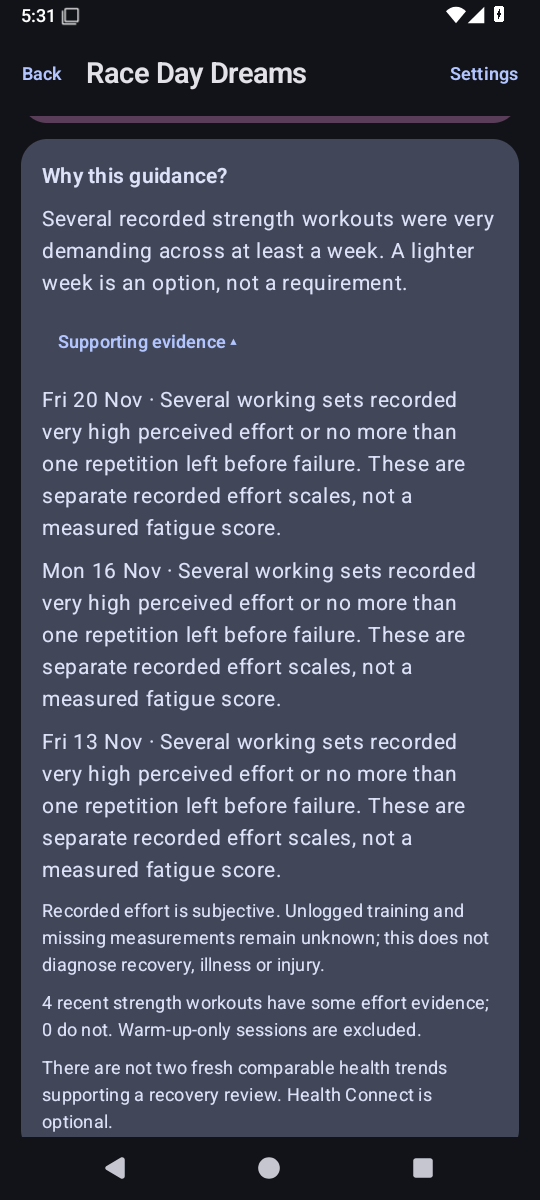 5:31
Back Race Day Dreams Settings
Why this guidance?
Several recorded strength workouts were very
demanding across at least a week. A lighter
week is an option, not a requirement.
Supporting evidence ▴
Fri 20 Nov · Several working sets recorded
very high perceived effort or no more than
one repetition left before failure. These are
separate recorded effort scales, not a
measured fatigue score.
Mon 16 Nov · Several working sets recorded
very high perceived effort or no more than
one repetition left before failure. These are
separate recorded effort scales, not a
measured fatigue score.
Fri 13 Nov · Several working sets recorded
very high perceived effort or no more than
one repetition left before failure. These are
separate recorded effort scales, not a
measured fatigue score.
Recorded effort is subjective. Unlogged training and
missing measurements remain unknown; this does not
diagnose recovery, illness or injury.
4 recent strength workouts have some effort evidence;
0 do not. Warm-up-only sessions are excluded.
There are not two fresh comparable health trends
supporting a recovery review. Health Connect is
optional.